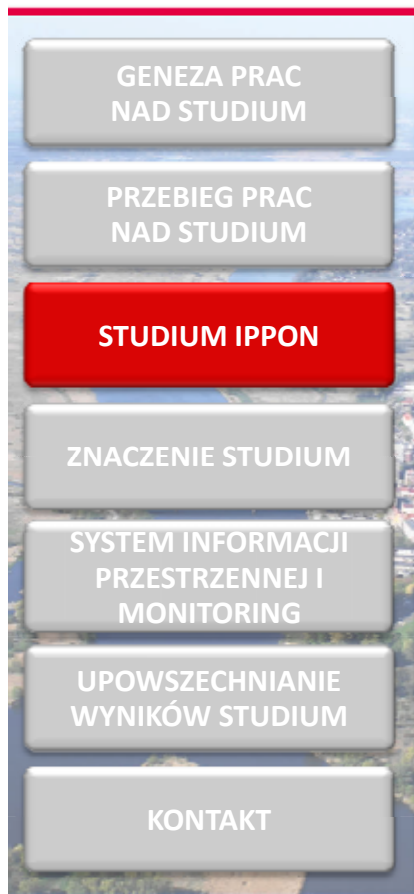 GENEZA PRAC
NAD STUDIUM
PRZEBIEG PRAC
NAD STUDIUM
STUDIUM IPPON
ZNACZENIE STUDIUM
SYSTEM INFORMACJI
PRZESTRZENNEJ I
MONITORING
UPOWSZECHNIANIE
WYNIKÓW STUDIUM
KONTAKT